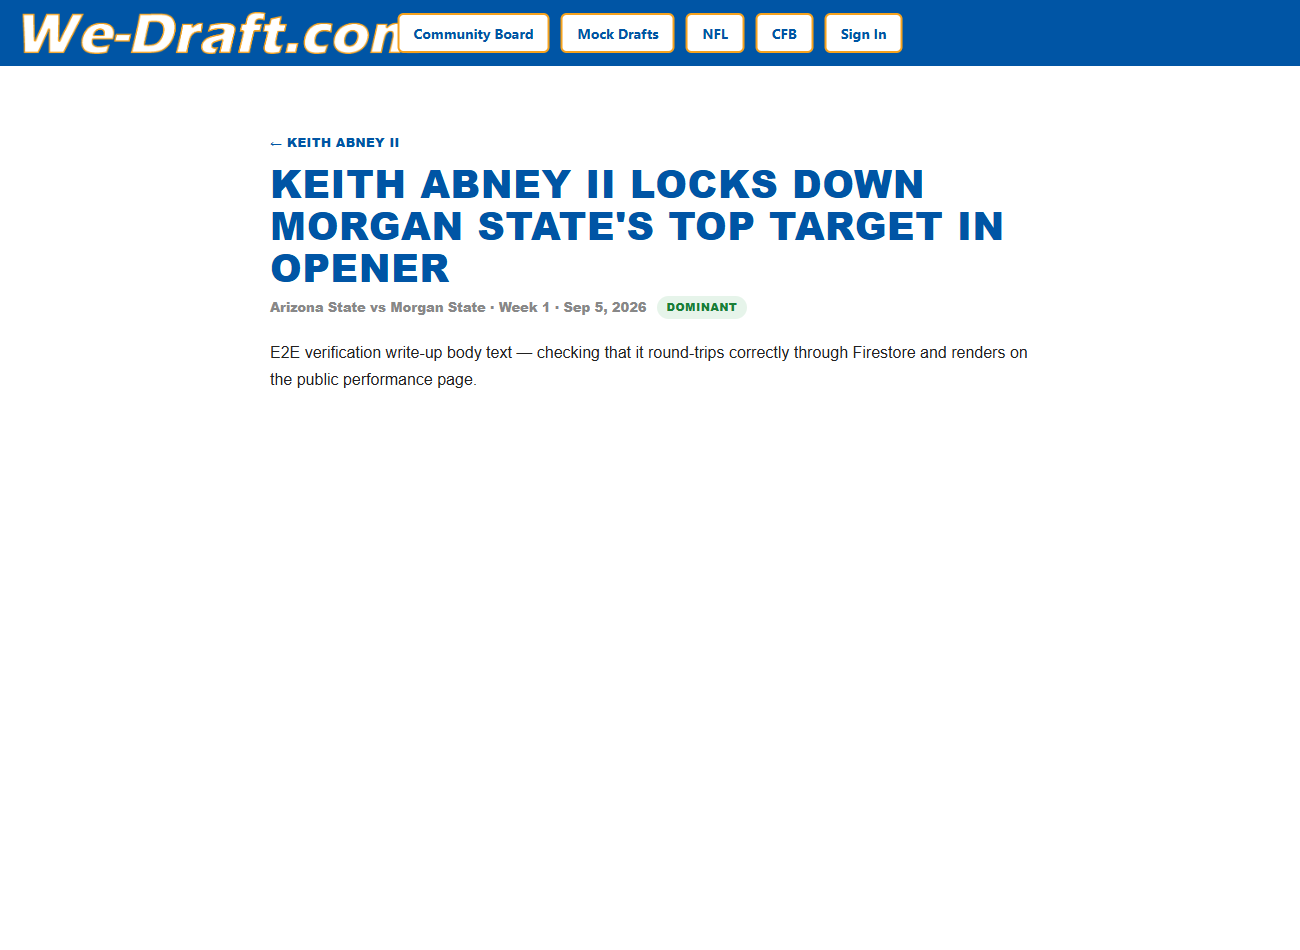 We-Draft.com
Community Board
Mock Drafts
NFL
CFB
Sign In
← KEITH ABNEY II
KEITH ABNEY II LOCKS DOWN
MORGAN STATE'S TOP TARGET IN
OPENER
Arizona State vs Morgan State · Week 1 · Sep 5, 2026 DOMINANT
E2E verification write-up body text — checking that it round-trips correctly through Firestore and renders on
the public performance page.